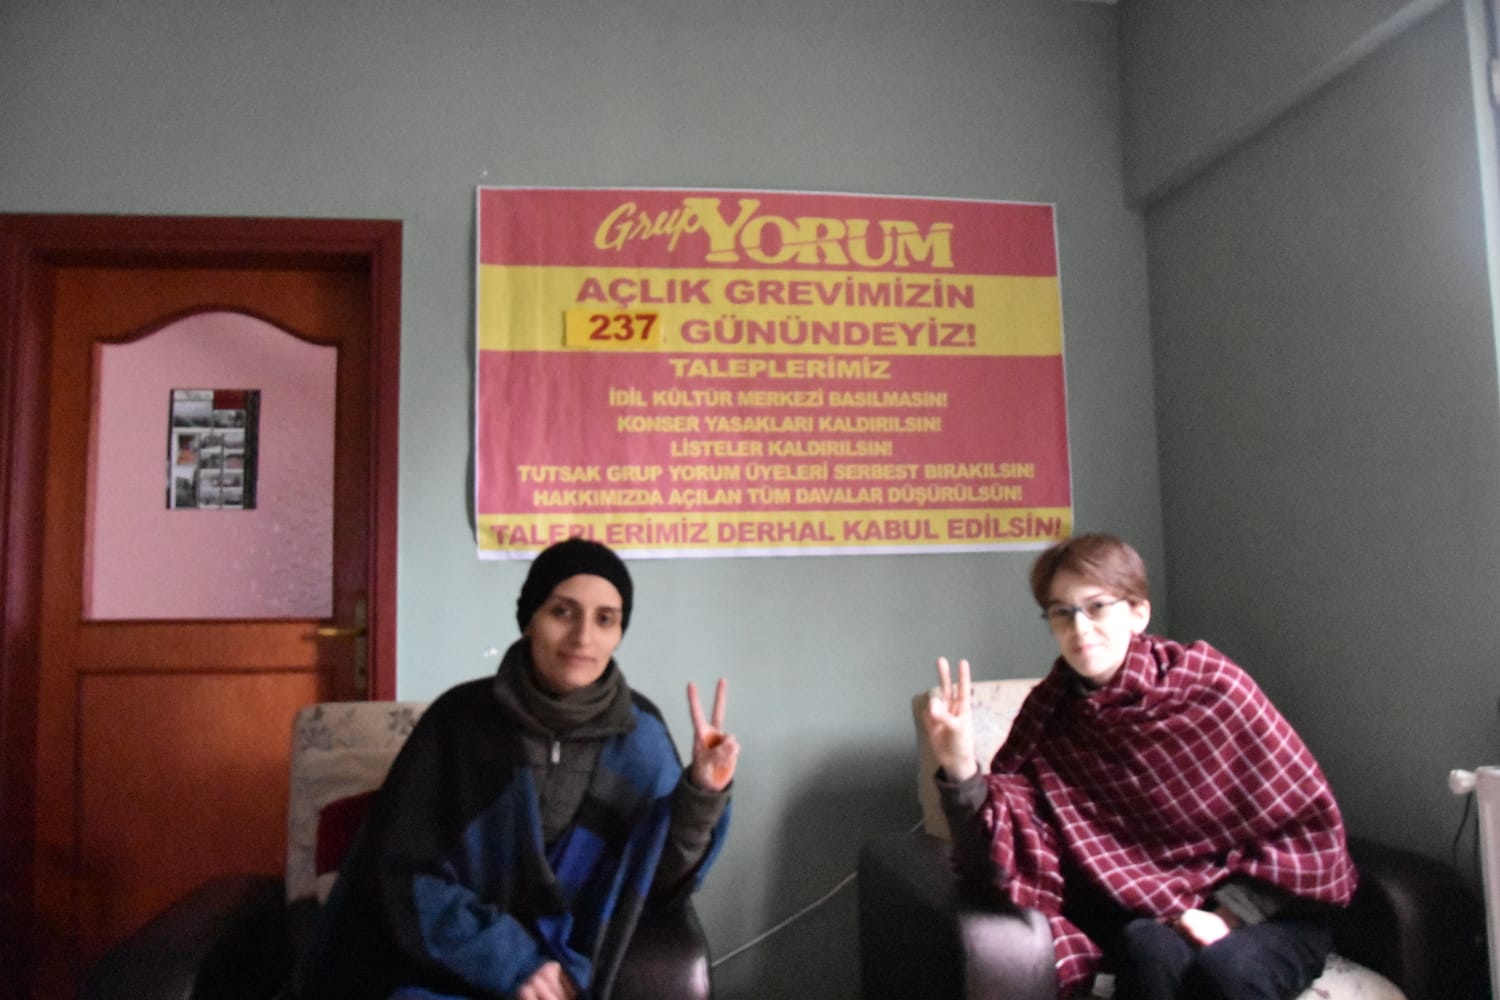 Grup YORUM
AÇLIK GREVİMİZİN
237 GÜNÜNDEYİZ!
TALEPLERİMİZ
İDİL KÜLTÜR MERKEZİ BASILMASIN!
KONSER YASAKLARI KALDIRILSIN!
LİSTELER KALDIRILSIN!
TUTSAK GRUP YORUM ÜYELERİ SERBEST BIRAKILSIN!
HAKKIMIZDA AÇILAN TÜM DAVALAR DÜŞÜRÜLSÜN!
TALEPLERİMİZ DERHAL KABUL EDİLSİN!